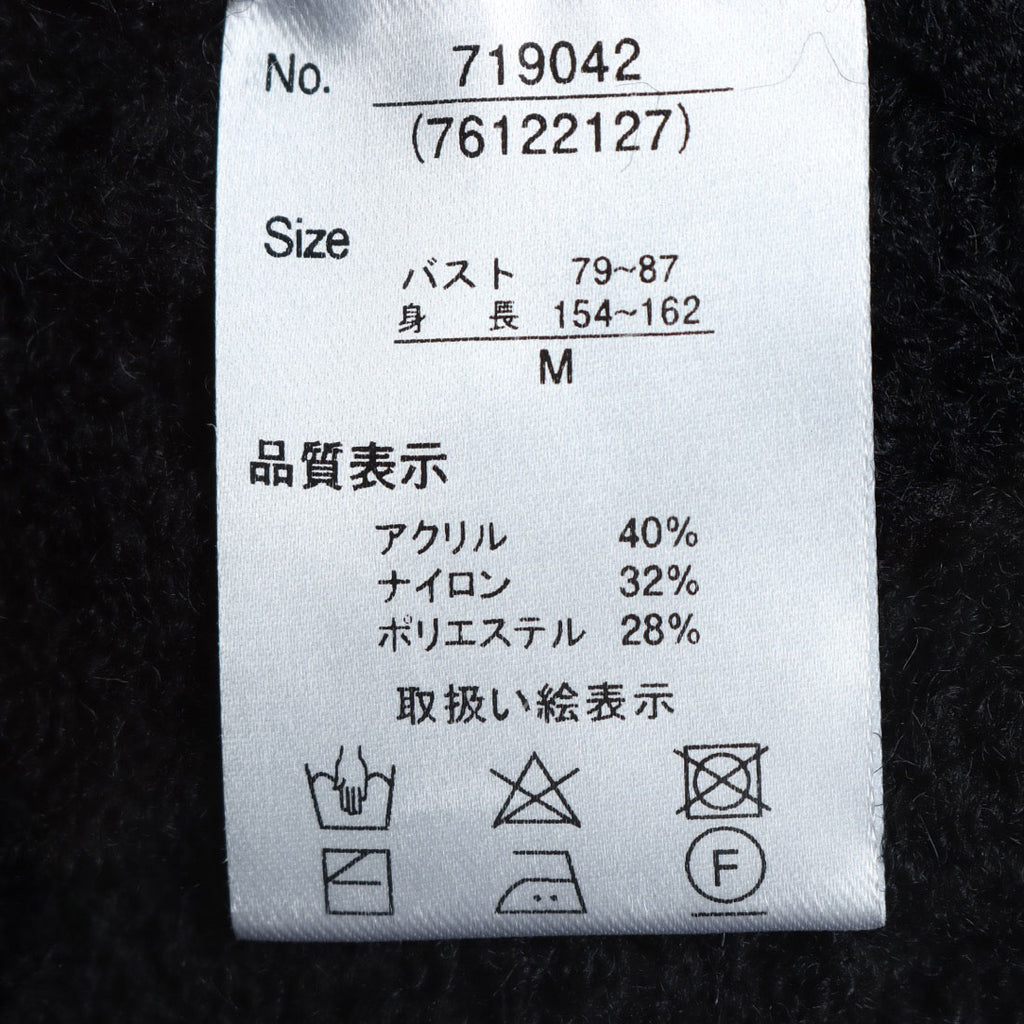 No. 719042
(76122127)
Size
バスト 79~87
身長 154~162
M
品質表示
アクリル 40%
ナイロン 32%
ポリエステル 28%
取扱い絵表示
F